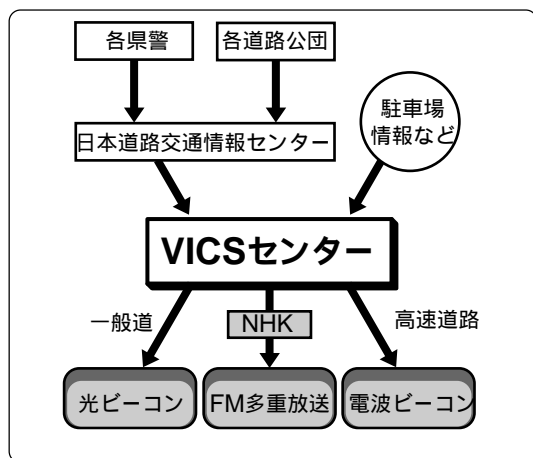 各県警
各道路公団
日本道路交通情報センター
駐車場
情報など
VICSセンター
一般道
NHK
高速道路
光ビーコン
FM多重放送
電波ビーコン